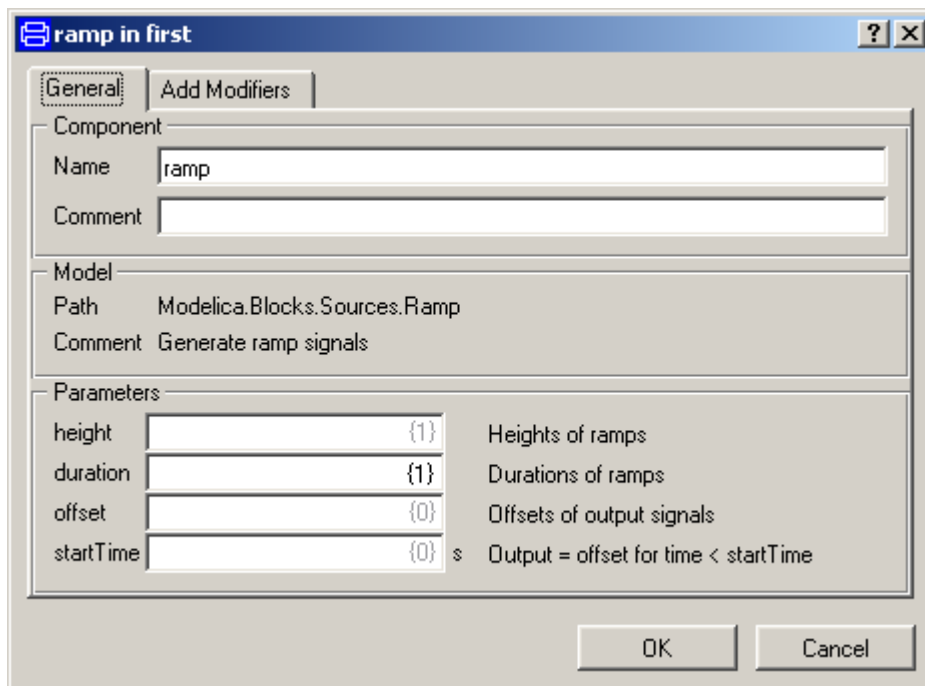 ramp in first
General Add Modifiers
Component
Name ramp
Comment
Model
Path Modelica.Blocks.Sources.Ramp
Comment Generate ramp signals
Parameters
height {1} Heights of ramps
duration {1} Durations of ramps
offset {0} Offsets of output signals
startTime {0} s Output = offset for time < startTime
OK Cancel